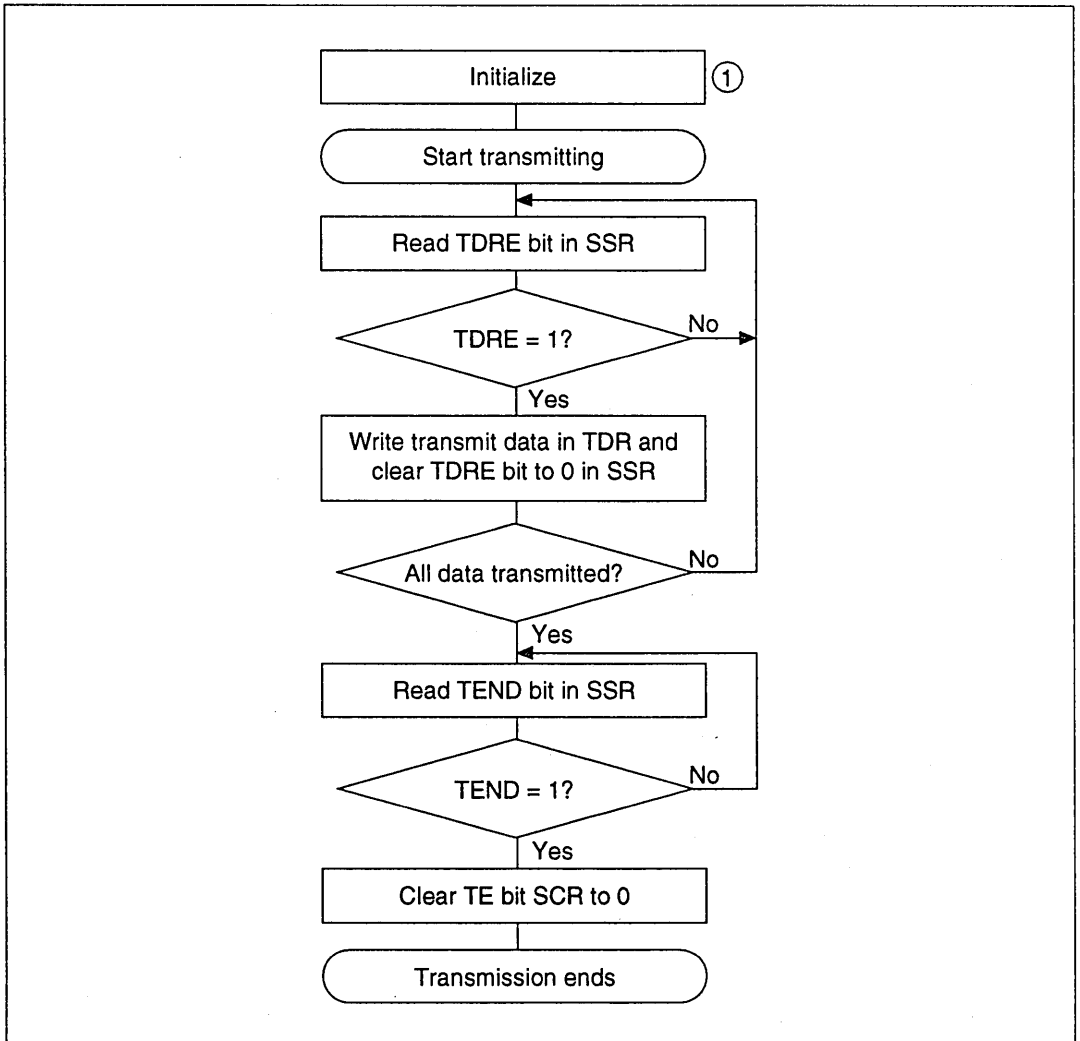 Initialize
1
Start transmitting
Read TDRE bit in SSR
TDRE = 1?
No
Yes
Write transmit data in TDR and
clear TDRE bit to 0 in SSR
All data transmitted?
No
Yes
Read TEND bit in SSR
TEND = 1?
No
Yes
Clear TE bit SCR to 0
Transmission ends